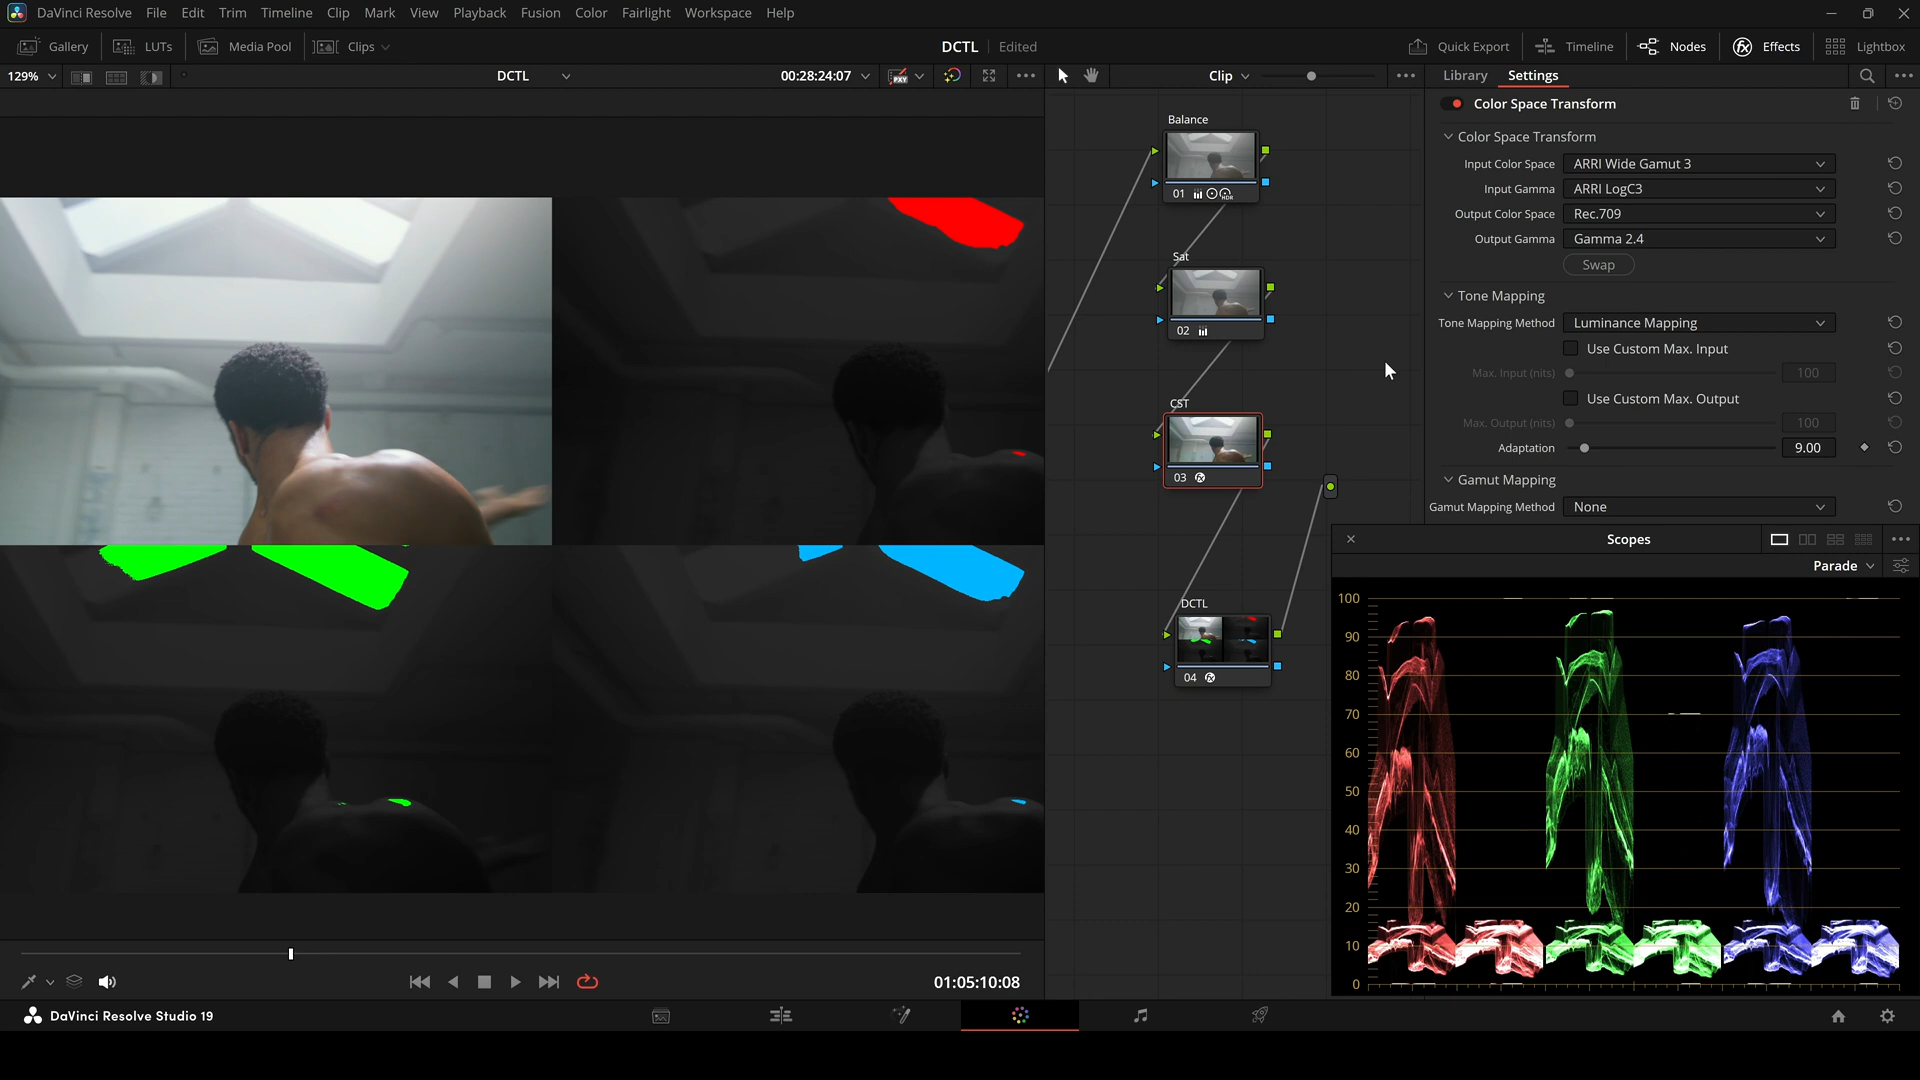 DaVinci Resolve File Edit Trim Timeline Clip Mark View Playback Fusion Color Fairlight Workspace Help
Gallery LUTs Media Pool Clips DCTL Edited Quick Export Timeline Nodes Effects Lightbox
129% DCTL 00:28:24:07 PXY Clip Library Settings
Color Space Transform
Color Space Transform
Input Color Space ARRI Wide Gamut 3
Input Gamma ARRI LogC3
Output Color Space Rec.709
Output Gamma Gamma 2.4
Swap
Tone Mapping
Tone Mapping Method Luminance Mapping
Use Custom Max. Input
Max. Input (nits) 100
Use Custom Max. Output
Max. Output (nits) 100
Adaptation 9.00
Gamut Mapping
Gamut Mapping Method None
Balance
01 HDR
Sat
02
CST
03
DCTL
04
Scopes
Parade
100
90
80
70
60
50
40
30
20
10
0
01:05:10:08
DaVinci Resolve Studio 19